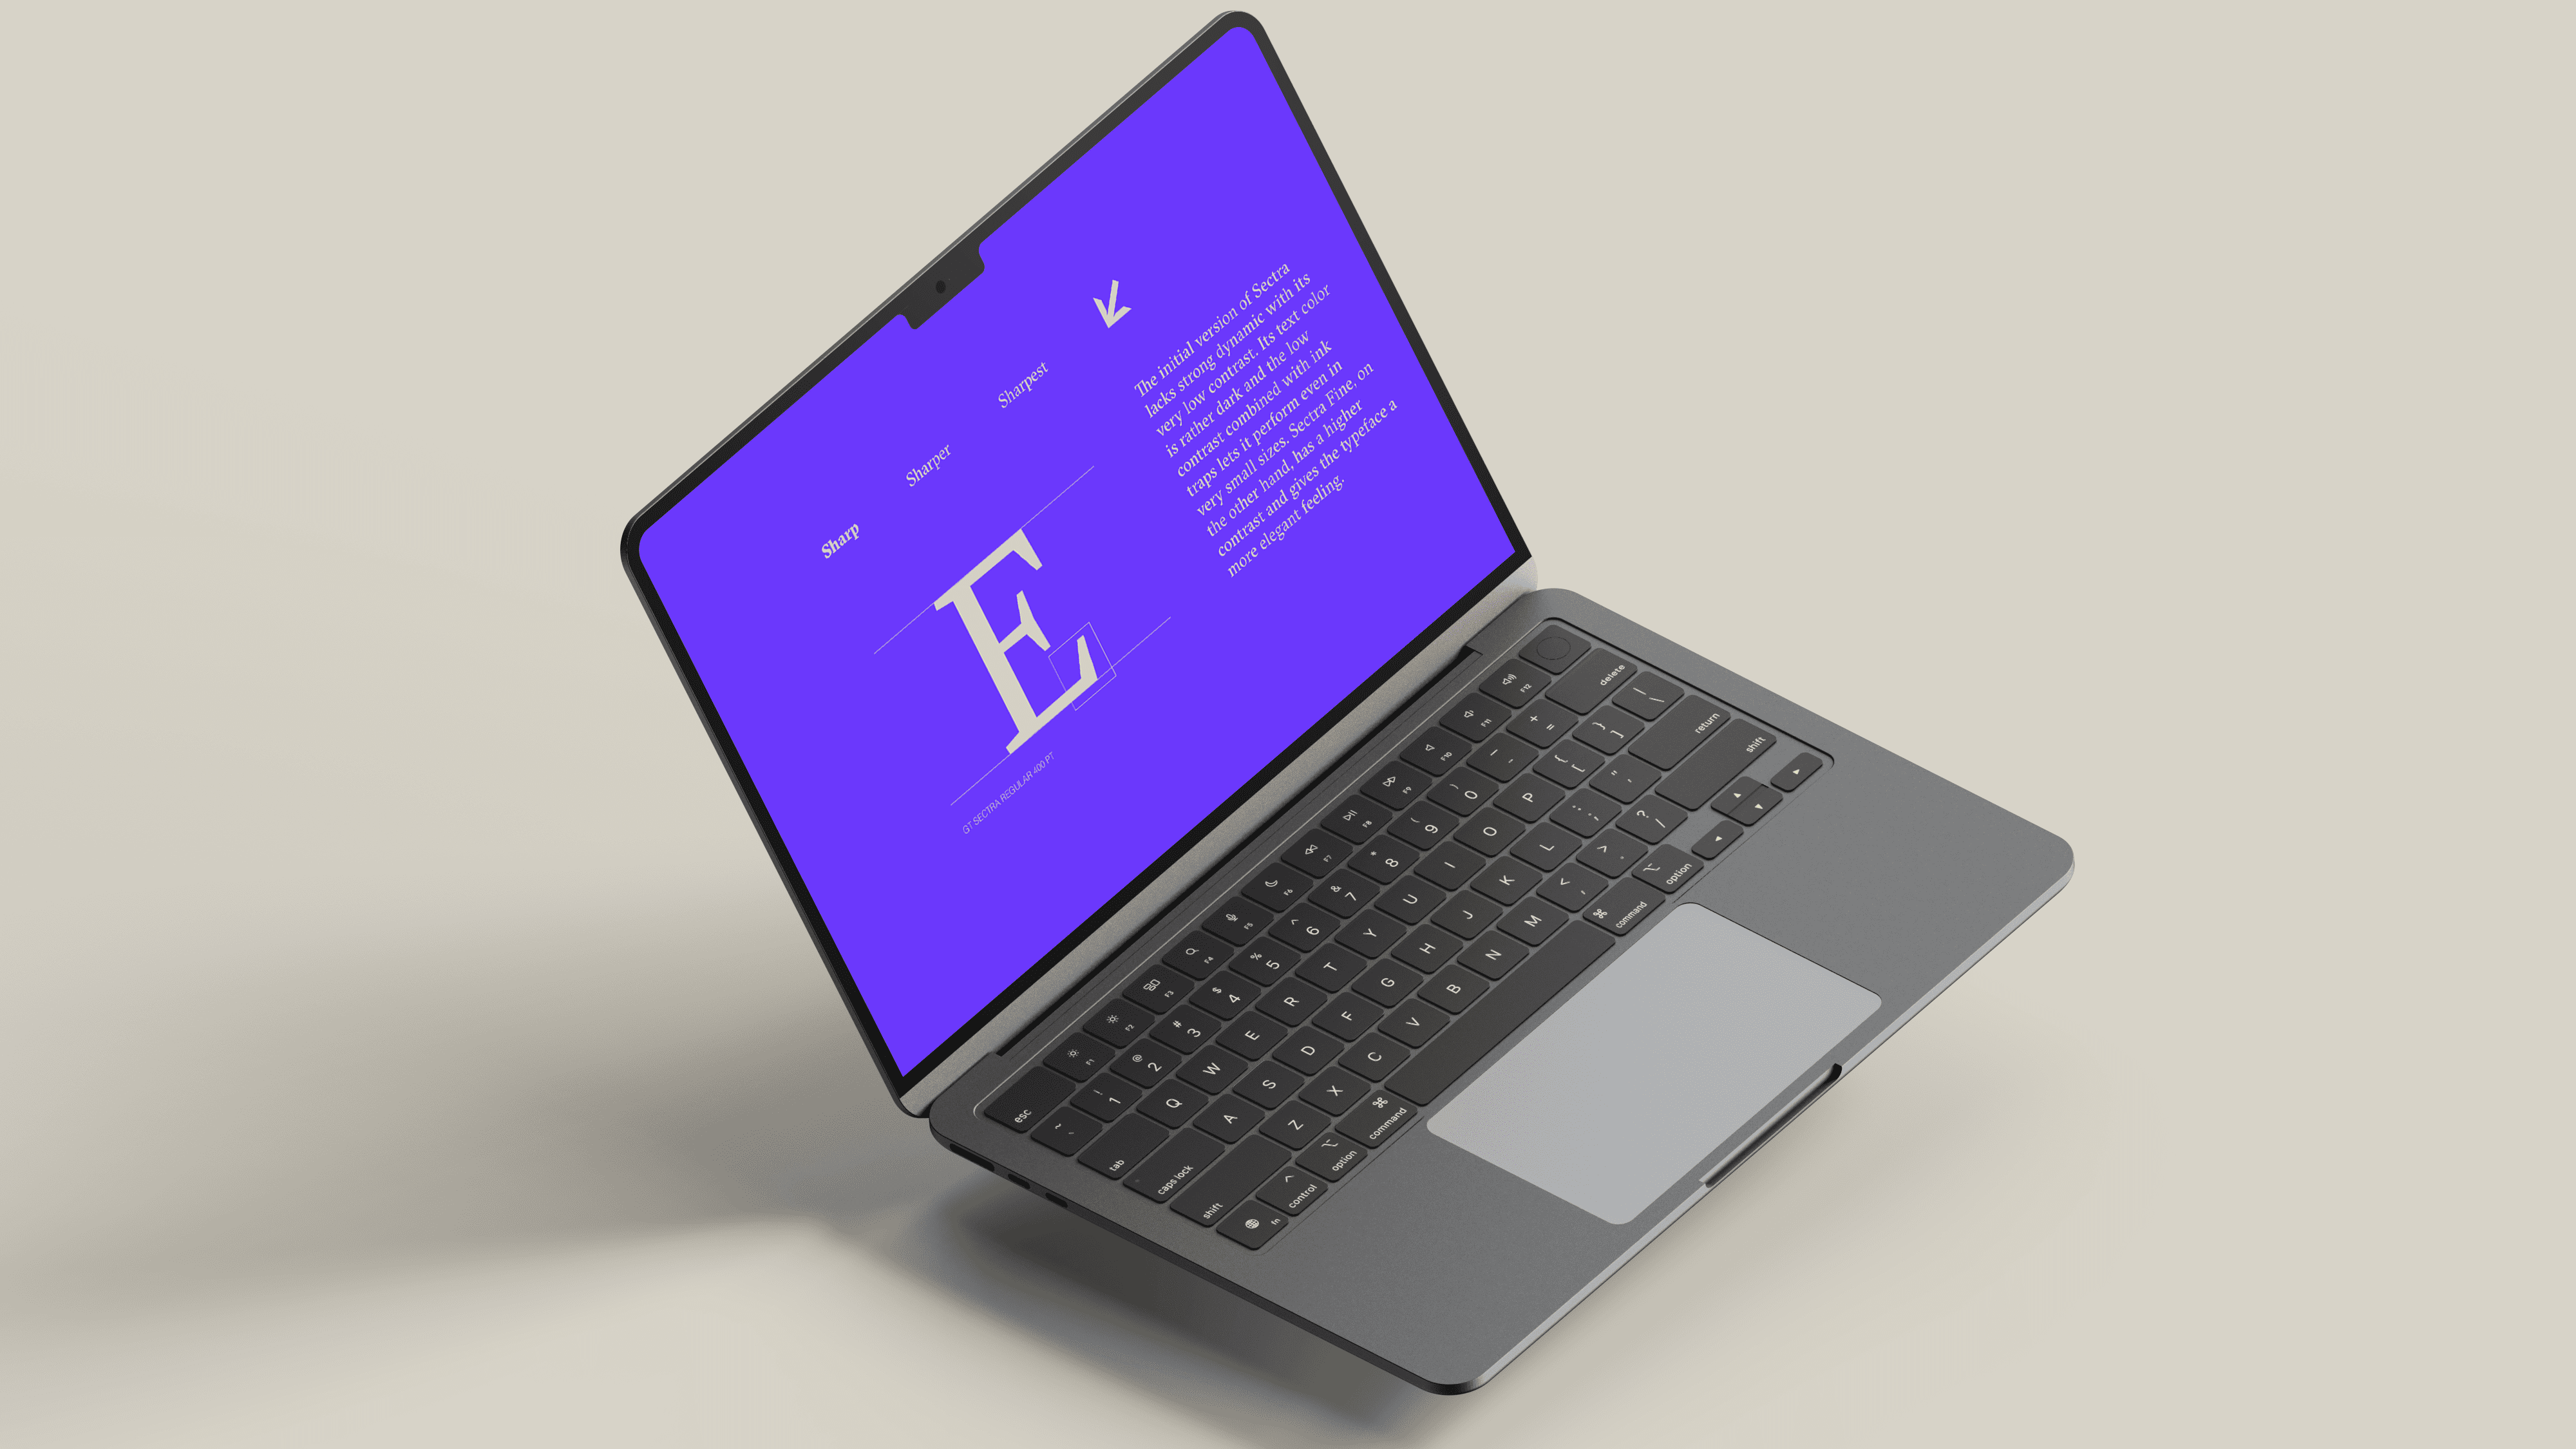 Sharp
Sharper
Sharpest
The initial version of Sectra
lacks strong dynamic with its
very low contrast. Its text color
is rather dark and the low
contrast combined with ink
traps lets it perform even in
very small sizes. Sectra Fine, on
the other hand, has a higher
contrast and gives the typeface a
more elegant feeling.
E
GT SECTRA REGULAR 400 PT
esc
F1
F2
F3
F4
F5
F6
F7
F8
F9
F10
F11
F12
~ `
! 1
@ 2
# 3
$ 4
% 5
^ 6
& 7
* 8
( 9
) 0
_ -
+ =
delete
tab
Q
W
E
R
T
Y
U
I
O
P
{ [
} ]
| \
caps lock
A
S
D
F
G
H
J
K
L
: ;
" '
return
shift
Z
X
C
V
B
N
M
< ,
> .
? /
shift
fn
^
control
⌥
option
⌘
command
⌘
command
⌥
option